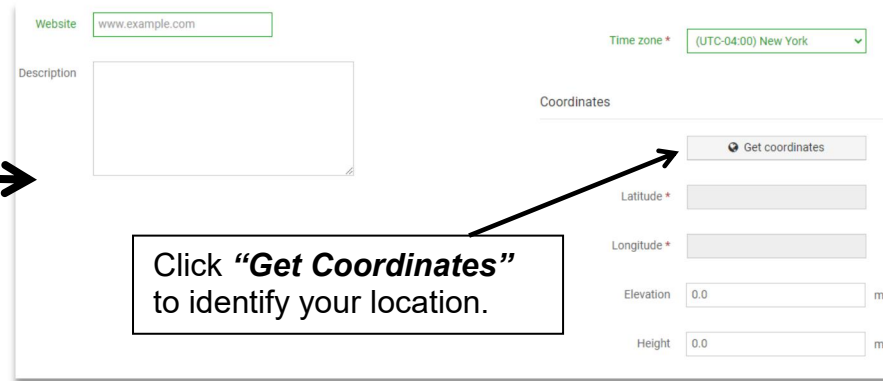 Website www.example.com
Description
Time zone * (UTC-04:00) New York
Coordinates
Get coordinates
Latitude *
Longitude *
Elevation 0.0 m
Height 0.0 m
Click “Get Coordinates”
to identify your location.